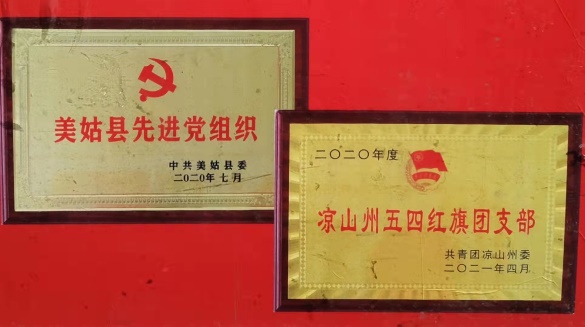 美姑县先进党组织
中共美姑县委
二〇二〇年七月
二〇二〇年度
凉山州五四红旗团支部
共青团凉山州委
二〇二一年四月